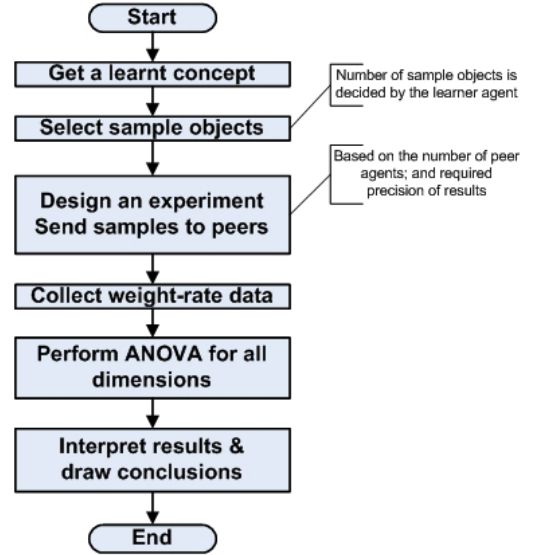 Start
Get a learnt concept
Number of sample objects is
decided by the learner agent
Select sample objects
Based on the number of peer
agents; and required
precision of results
Design an experiment
Send samples to peers
Collect weight-rate data
Perform ANOVA for all
dimensions
Interpret results &
draw conclusions
End